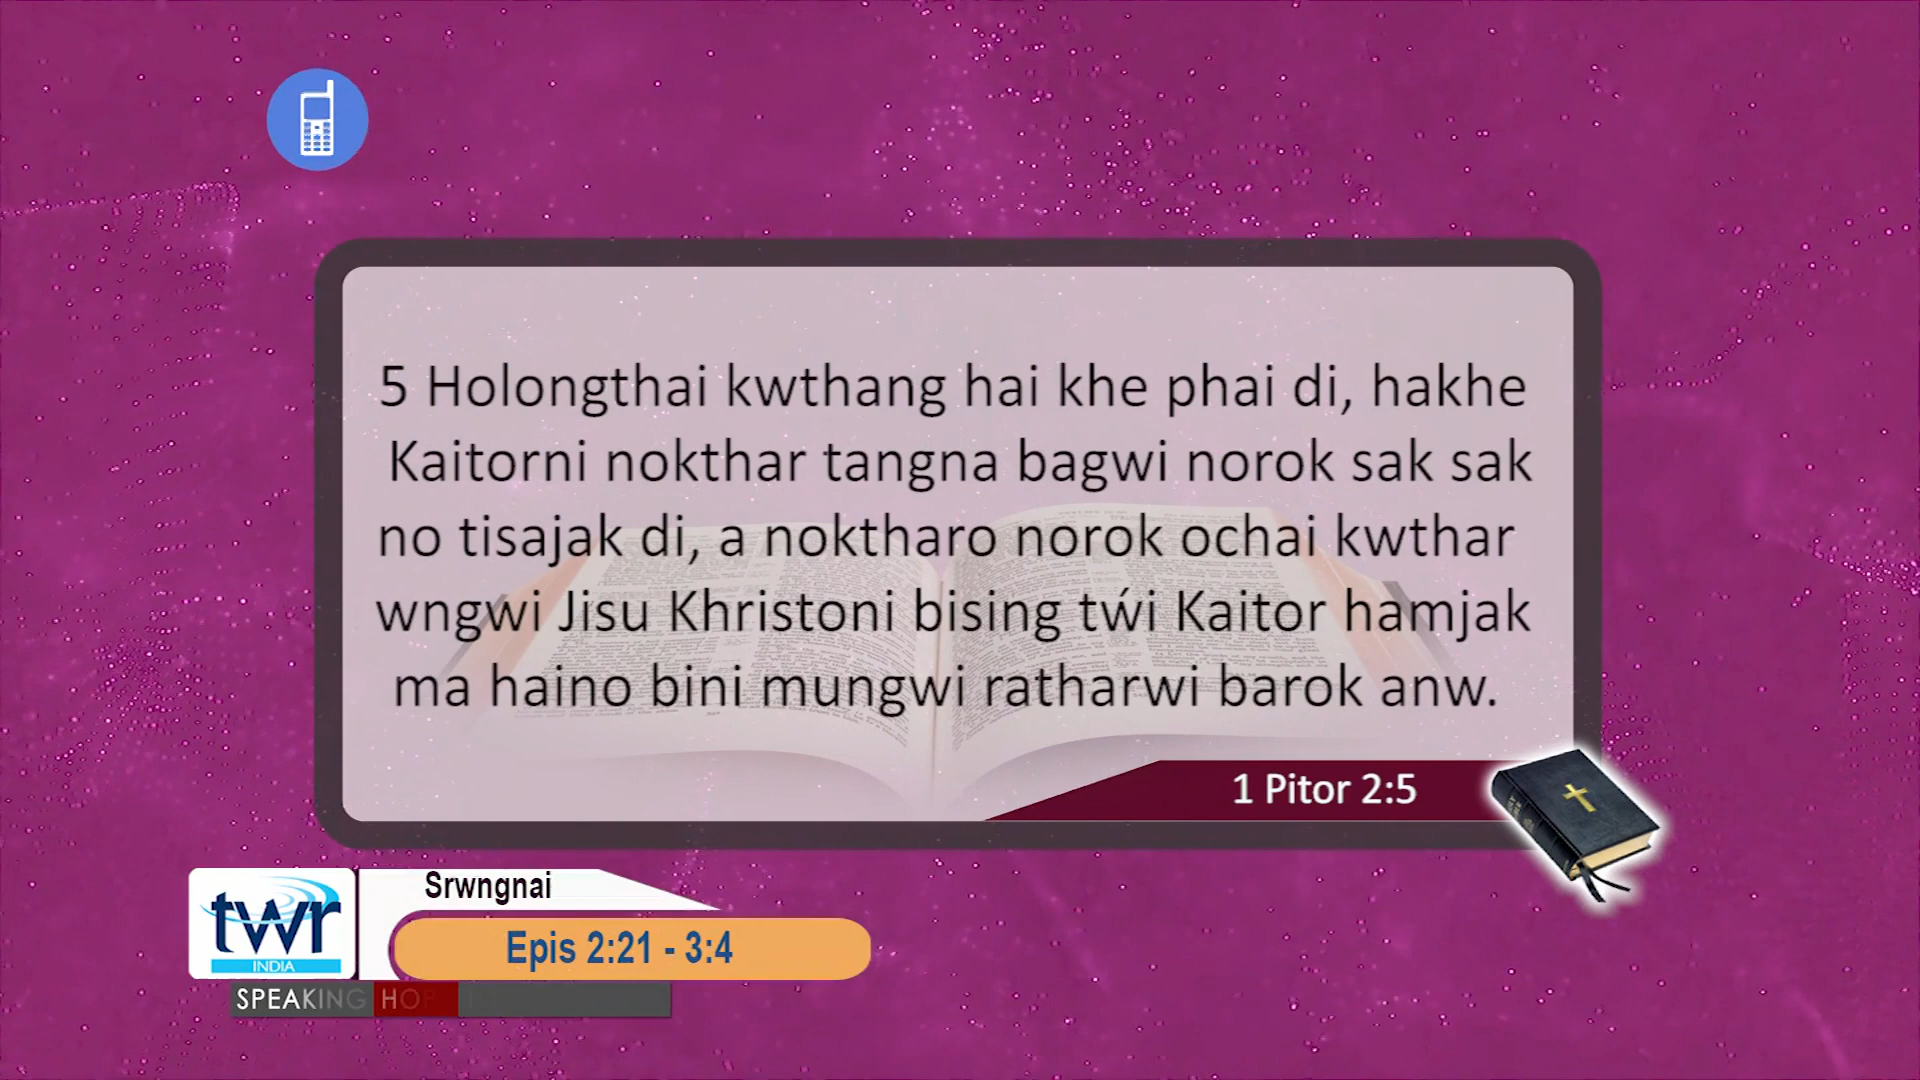 5 Holongthai kwthang hai khe phai di, hakhe
Kaitorni nokthar tangna bagwi norok sak sak
no tisajak di, a noktharo norok ochai kwthar
wngwi Jisu Khristoni bising tẃi Kaitor hamjak
ma haino bini mungwi ratharwi barok anw.
1 Pitor 2:5
Srwngnai
twr
INDIA
Epis 2:21 - 3:4
SPEAKING HOP